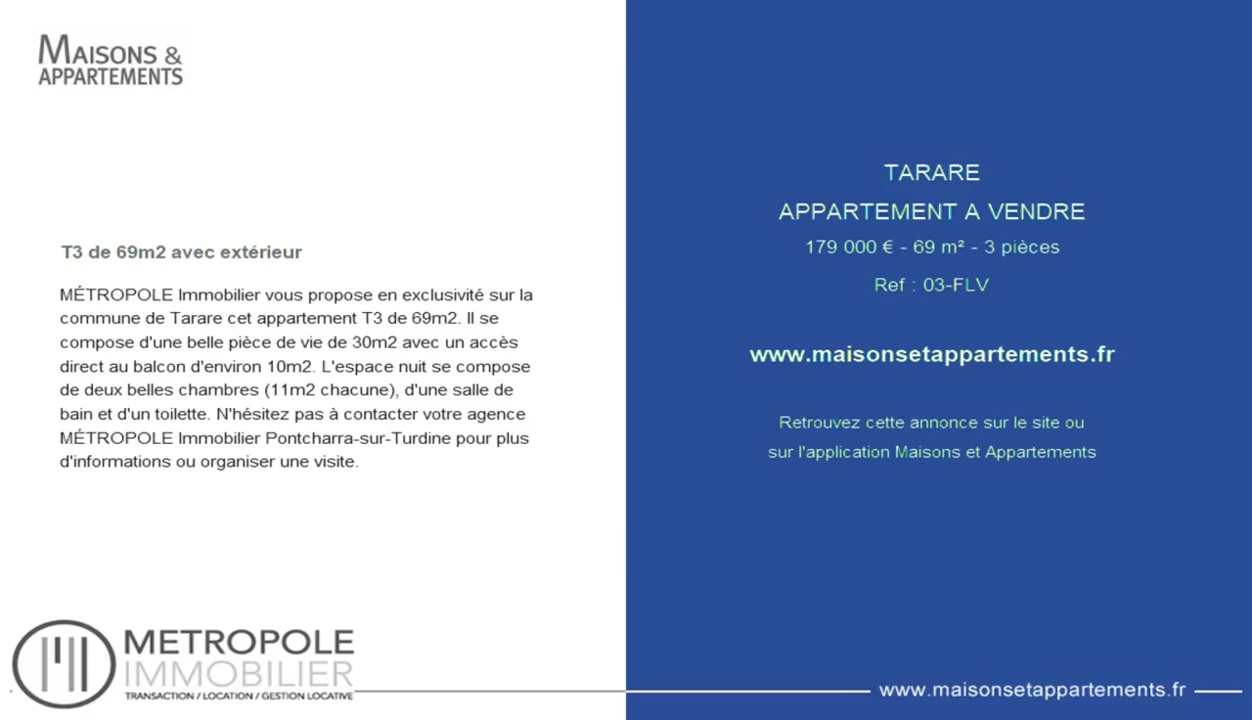 MAISONS &
APPARTEMENTS
T3 de 69m2 avec extérieur
MÉTROPOLE Immobilier vous propose en exclusivité sur la
commune de Tarare cet appartement T3 de 69m2. Il se
compose d'une belle pièce de vie de 30m2 avec un accès
direct au balcon d'environ 10m2. L'espace nuit se compose
de deux belles chambres (11m2 chacune), d'une salle de
bain et d'un toilette. N'hésitez pas à contacter votre agence
MÉTROPOLE Immobilier Pontcharra-sur-Turdine pour plus
d'informations ou organiser une visite.
METROPOLE
IMMOBILIER
TRANSACTION / LOCATION / GESTION LOCATIVE
TARARE
APPARTEMENT A VENDRE
179 000 € - 69 m² - 3 pièces
Ref : 03-FLV
www.maisonsetappartements.fr
Retrouvez cette annonce sur le site ou
sur l'application Maisons et Appartements
www.maisonsetappartements.fr